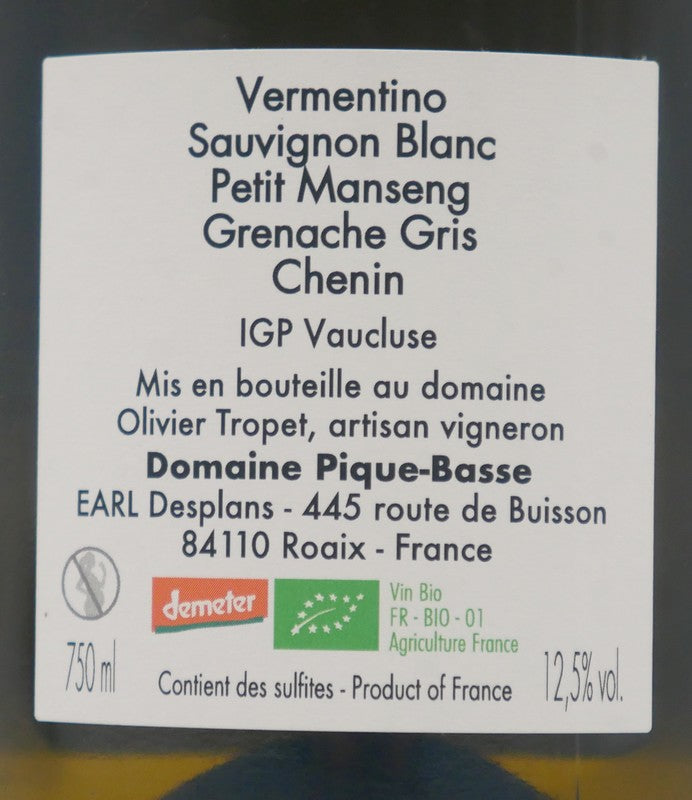 Vermentino
Sauvignon Blanc
Petit Manseng
Grenache Gris
Chenin
IGP Vaucluse
Mis en bouteille au domaine
Olivier Tropet, artisan vigneron
Domaine Pique-Basse
EARL Desplans - 445 route de Buisson
84110 Roaix - France
demeter
Vin Bio
FR - BIO - 01
Agriculture France
750 ml
Contient des sulfites - Product of France
12,5% vol.